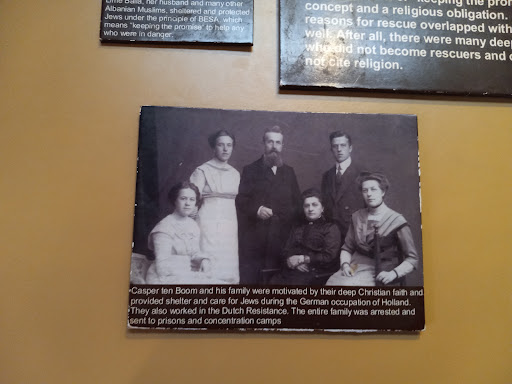 Lime Balla, her husband and many other
Albanian Muslims, sheltered and protected
Jews under the principle of BESA, which
means "keeping the promise" to help any
who were in danger.
keeping the pro
concept and a religious obligation.
reasons for rescue overlapped with
well. After all, there were many deep
who did not become rescuers and
not cite religion.
Casper ten Boom and his family were motivated by their deep Christian faith and
provided shelter and care for Jews during the German occupation of Holland.
They also worked in the Dutch Resistance. The entire family was arrested and
sent to prisons and concentration camps